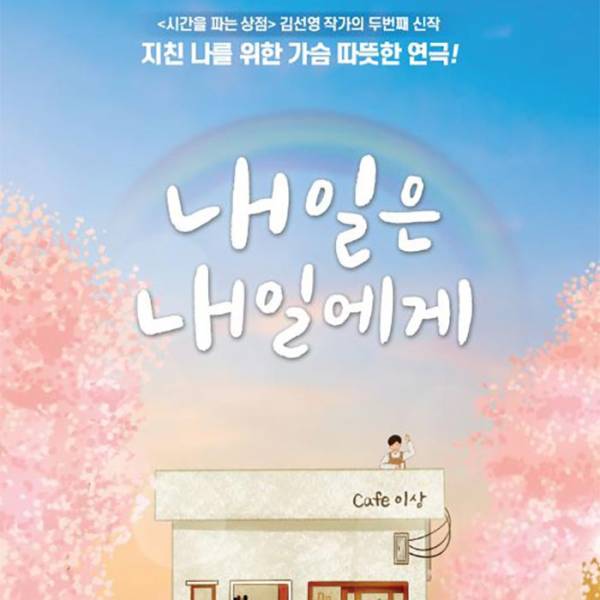 <시간을 파는 상점> 김선영 작가의 두번째 신작
지친 나를 위한 가슴 따뜻한 연극!
내일은
내일에게
Cafe 이상